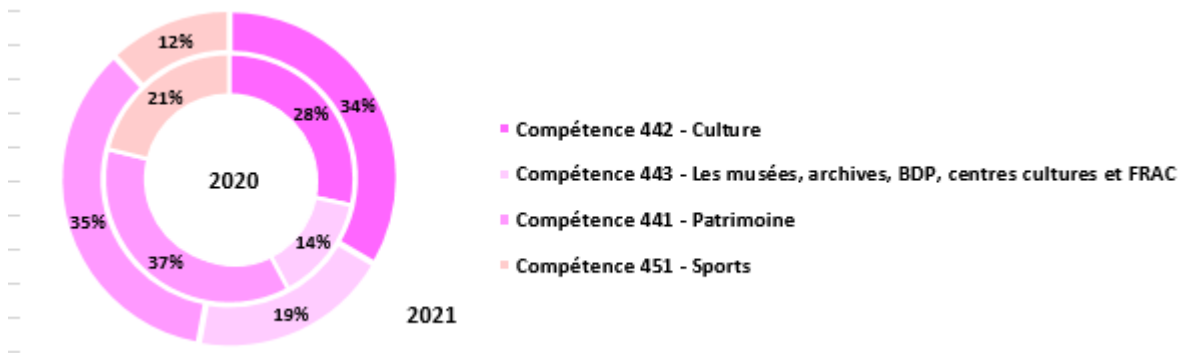 12%
21%
28%
34%
2020
35%
37%
14%
19%
2021
Compétence 442 - Culture
Compétence 443 - Les musées, archives, BDP, centres cultures et FRAC
Compétence 441 - Patrimoine
Compétence 451 - Sports